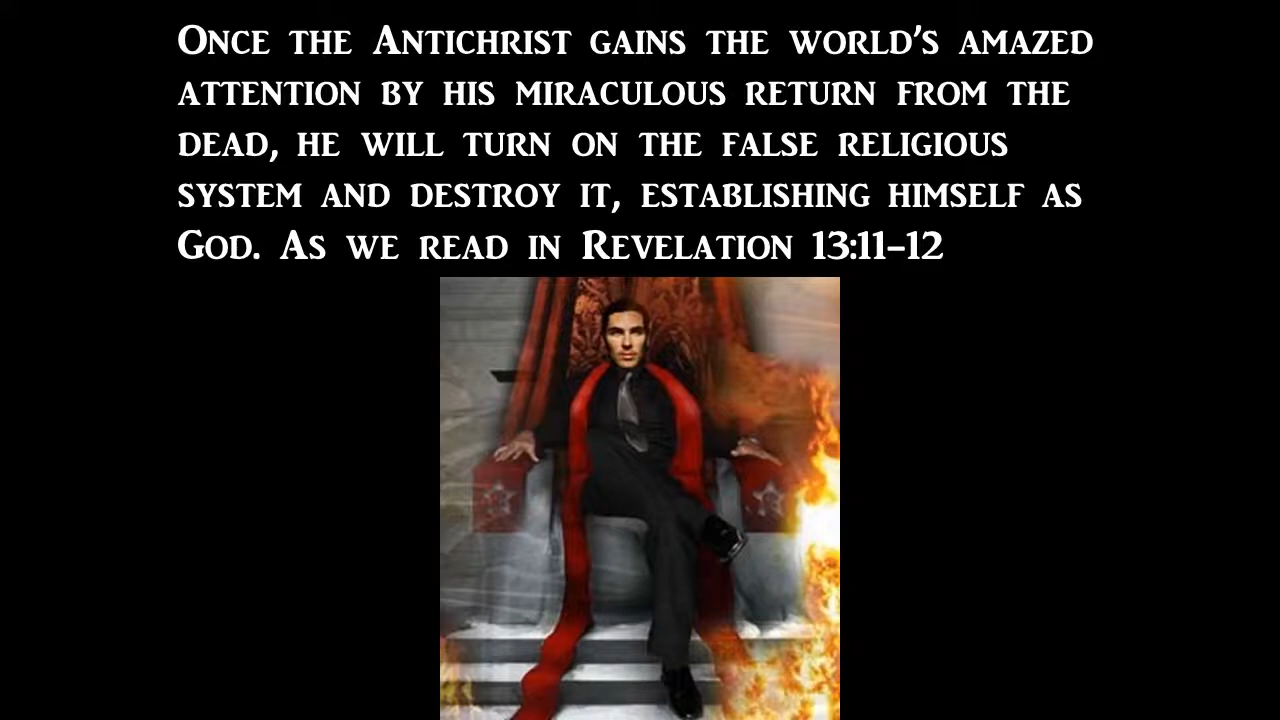 Once the Antichrist gains the world’s amazed
attention by his miraculous return from the
dead, he will turn on the false religious
system and destroy it, establishing himself as
God. As we read in Revelation 13:11–12